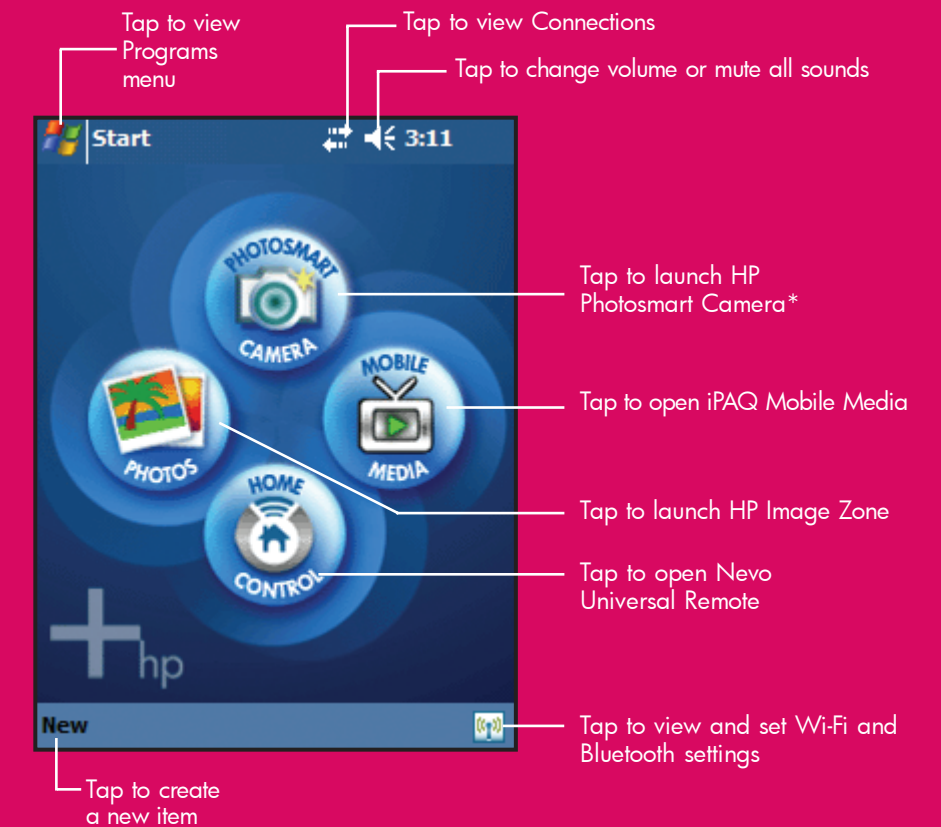 Tap to view
Programs
menu
Tap to view Connections
Tap to change volume or mute all sounds
Start
3:11
PHOTOSMART
CAMERA
Tap to launch HP
Photosmart Camera*
MOBILE
MEDIA
Tap to open iPAQ Mobile Media
PHOTOS
Tap to launch HP Image Zone
HOME
CONTROL
Tap to open Nevo
Universal Remote
hp
New
Tap to view and set Wi-Fi and
Bluetooth settings
Tap to create
a new item